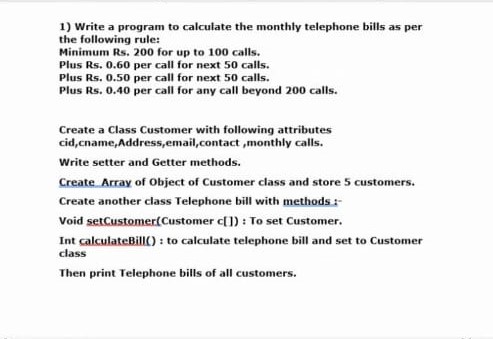 1) Write a program to calculate the monthly telephone bills as per
the following rule:
Minimum Rs. 200 for up to 100 calls.
Plus Rs. 0.60 per call for next 50 calls.
Plus Rs. 0.50 per call for next 50 calls.
Plus Rs. 0.40 per call for any call beyond 200 calls.
Create a Class Customer with following attributes
cid,cname,Address,email,contact ,monthly calls.
Write setter and Getter methods.
Create Array of Object of Customer class and store 5 customers.
Create another class Telephone bill with methods :-
Void setCustomer(Customer c[]) : To set Customer.
Int calculateBill() : to calculate telephone bill and set to Customer
class
Then print Telephone bills of all customers.